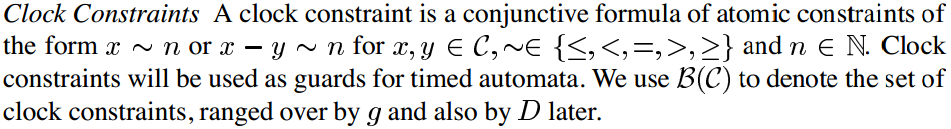 Clock Constraints A clock constraint is a conjunctive formula of atomic constraints of
the form x ∼ n or x − y ∼ n for x, y ∈ 𝒞, ∼∈ {≤, <, =, >, ≥} and n ∈ ℕ. Clock
constraints will be used as guards for timed automata. We use ℬ(𝒞) to denote the set of
clock constraints, ranged over by g and also by D later.